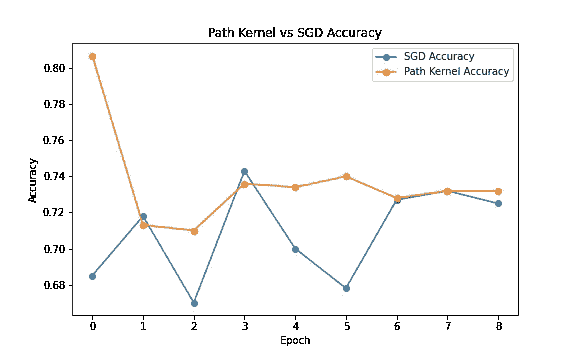 Path Kernel vs SGD Accuracy
SGD Accuracy
Path Kernel Accuracy
0.80
0.78
0.76
0.74
0.72
0.70
0.68
Accuracy
0 1 2 3 4 5 6 7 8
Epoch